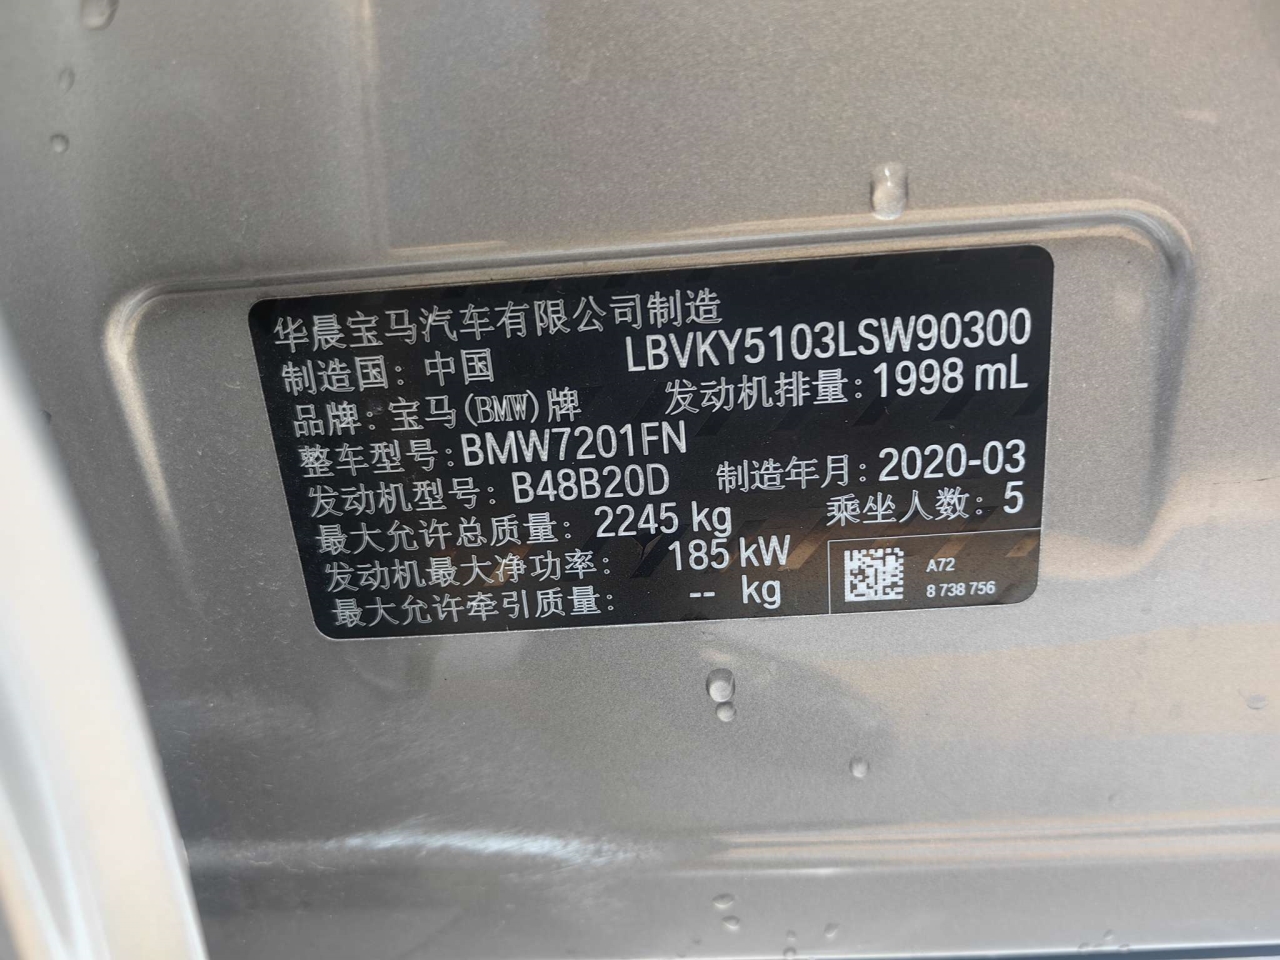 华晨宝马汽车有限公司制造
制造国：中国 LBVKY5103LSW90300
品牌：宝马(BMW)牌 发动机排量：1998 mL
整车型号：BMW7201FN
发动机型号：B48B20D 制造年月：2020-03
最大允许总质量：2245 kg 乘坐人数：5
发动机最大净功率：185 kW
最大允许牵引质量：-- kg
A72
8 738 756